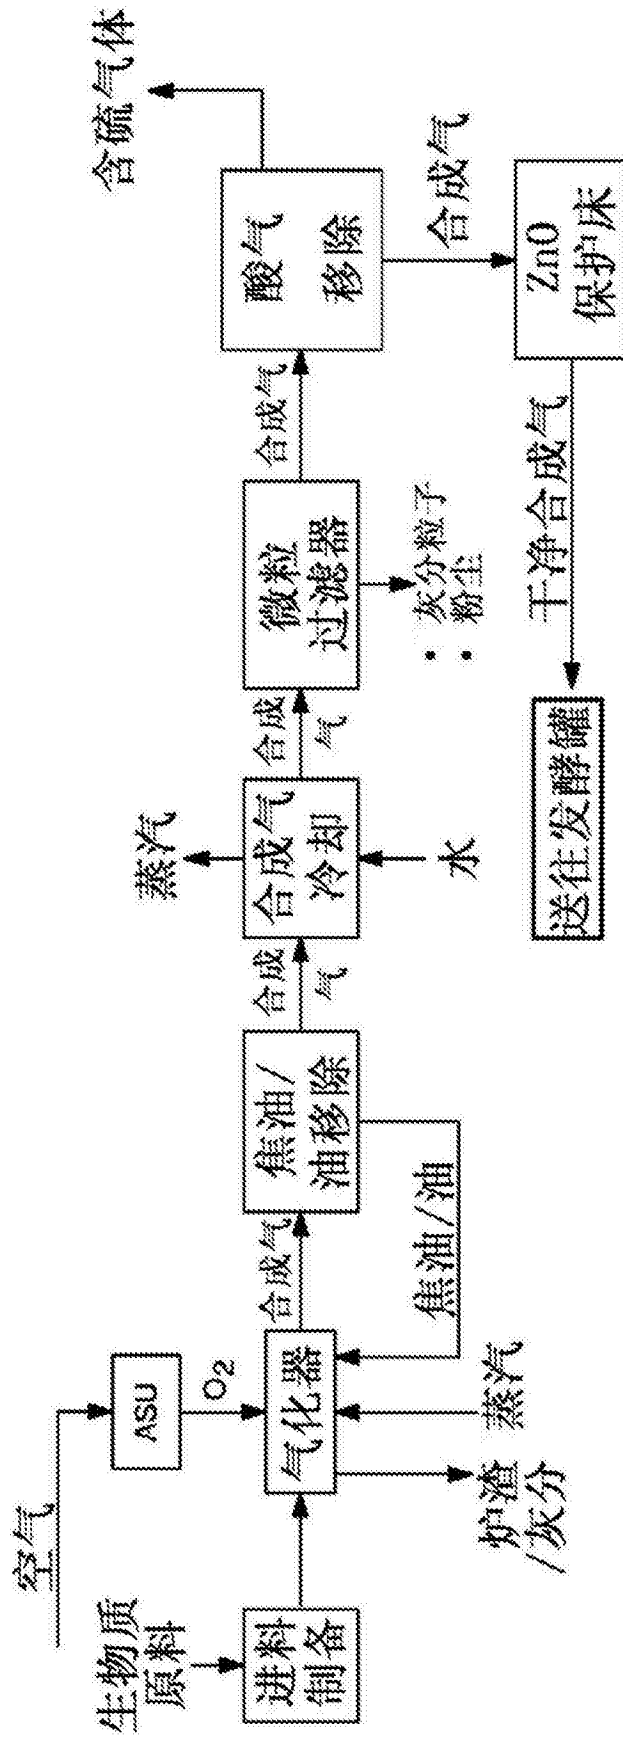 空气
生物质
原料
进料
制备
ASU
O2
气化器
炉渣
/灰分
蒸汽
焦油/油
合成气
焦油/
油移除
合成
气
合成气
冷却
蒸汽
水
合成
气
微粒
过滤器
• 灰分粒子
• 粉尘
合成气
酸气
移除
含硫气体
合成气
ZnO
保护床
干净合成气
送往发酵罐